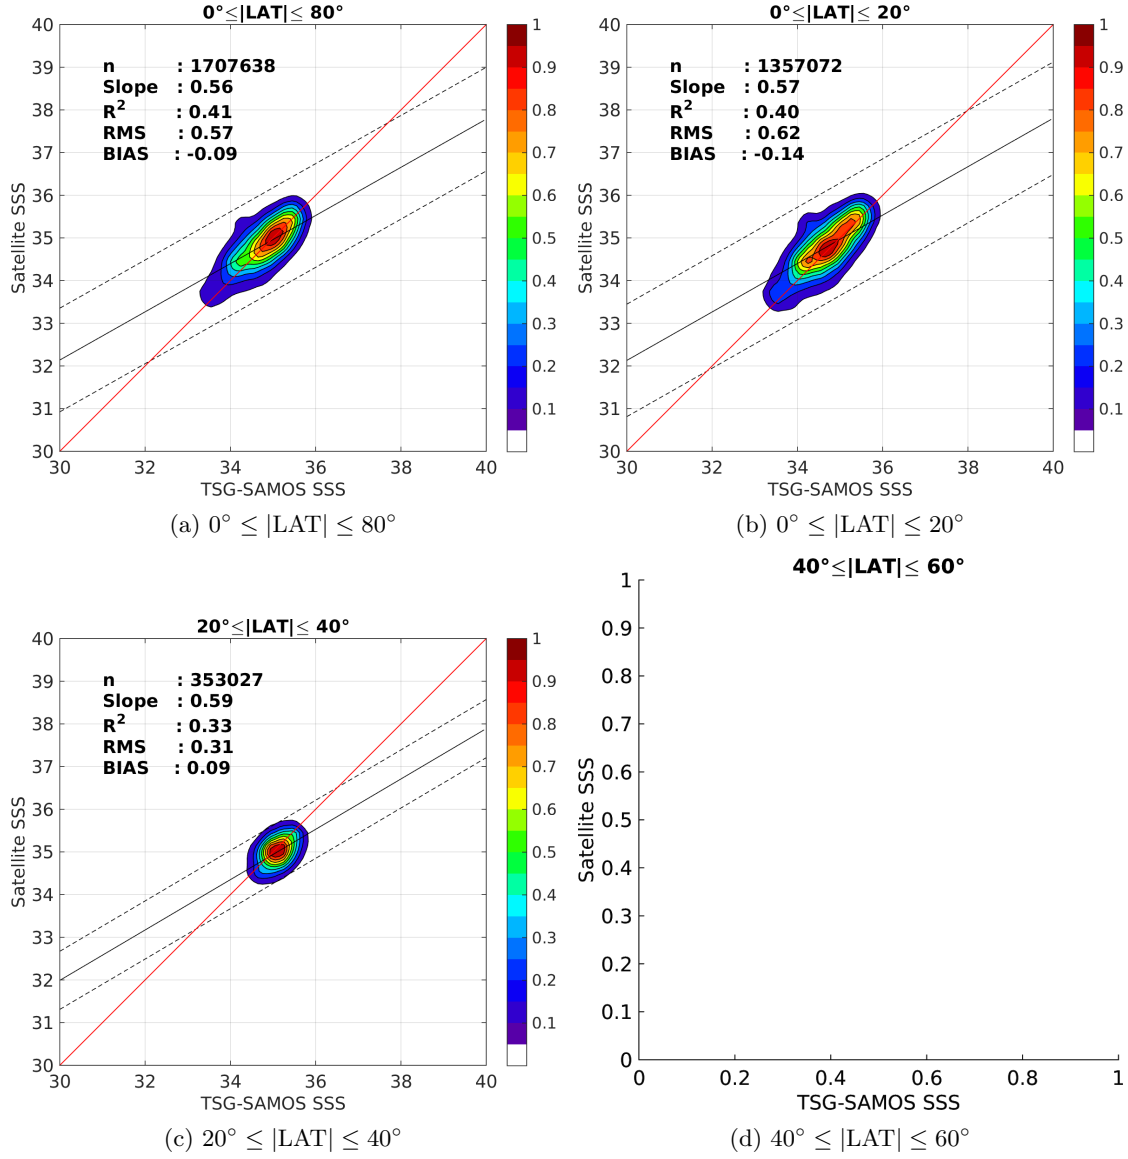 0°≤|LAT|≤ 80°
n : 1707638
Slope : 0.56
R² : 0.41
RMS : 0.57
BIAS : -0.09
40
39
38
37
36
35
34
33
32
31
30
30 32 34 36 38 40
Satellite SSS
TSG-SAMOS SSS
1
0.9
0.8
0.7
0.6
0.5
0.4
0.3
0.2
0.1
(a) 0° ≤ |LAT| ≤ 80°
0°≤|LAT|≤ 20°
n : 1357072
Slope : 0.57
R² : 0.40
RMS : 0.62
BIAS : -0.14
40
39
38
37
36
35
34
33
32
31
30
30 32 34 36 38 40
Satellite SSS
TSG-SAMOS SSS
1
0.9
0.8
0.7
0.6
0.5
0.4
0.3
0.2
0.1
(b) 0° ≤ |LAT| ≤ 20°
20°≤|LAT|≤ 40°
n : 353027
Slope : 0.59
R² : 0.33
RMS : 0.31
BIAS : 0.09
40
39
38
37
36
35
34
33
32
31
30
30 32 34 36 38 40
Satellite SSS
TSG-SAMOS SSS
1
0.9
0.8
0.7
0.6
0.5
0.4
0.3
0.2
0.1
(c) 20° ≤ |LAT| ≤ 40°
40°≤|LAT|≤ 60°
1
0.9
0.8
0.7
0.6
0.5
0.4
0.3
0.2
0.1
0
0 0.2 0.4 0.6 0.8 1
Satellite SSS
TSG-SAMOS SSS
(d) 40° ≤ |LAT| ≤ 60°